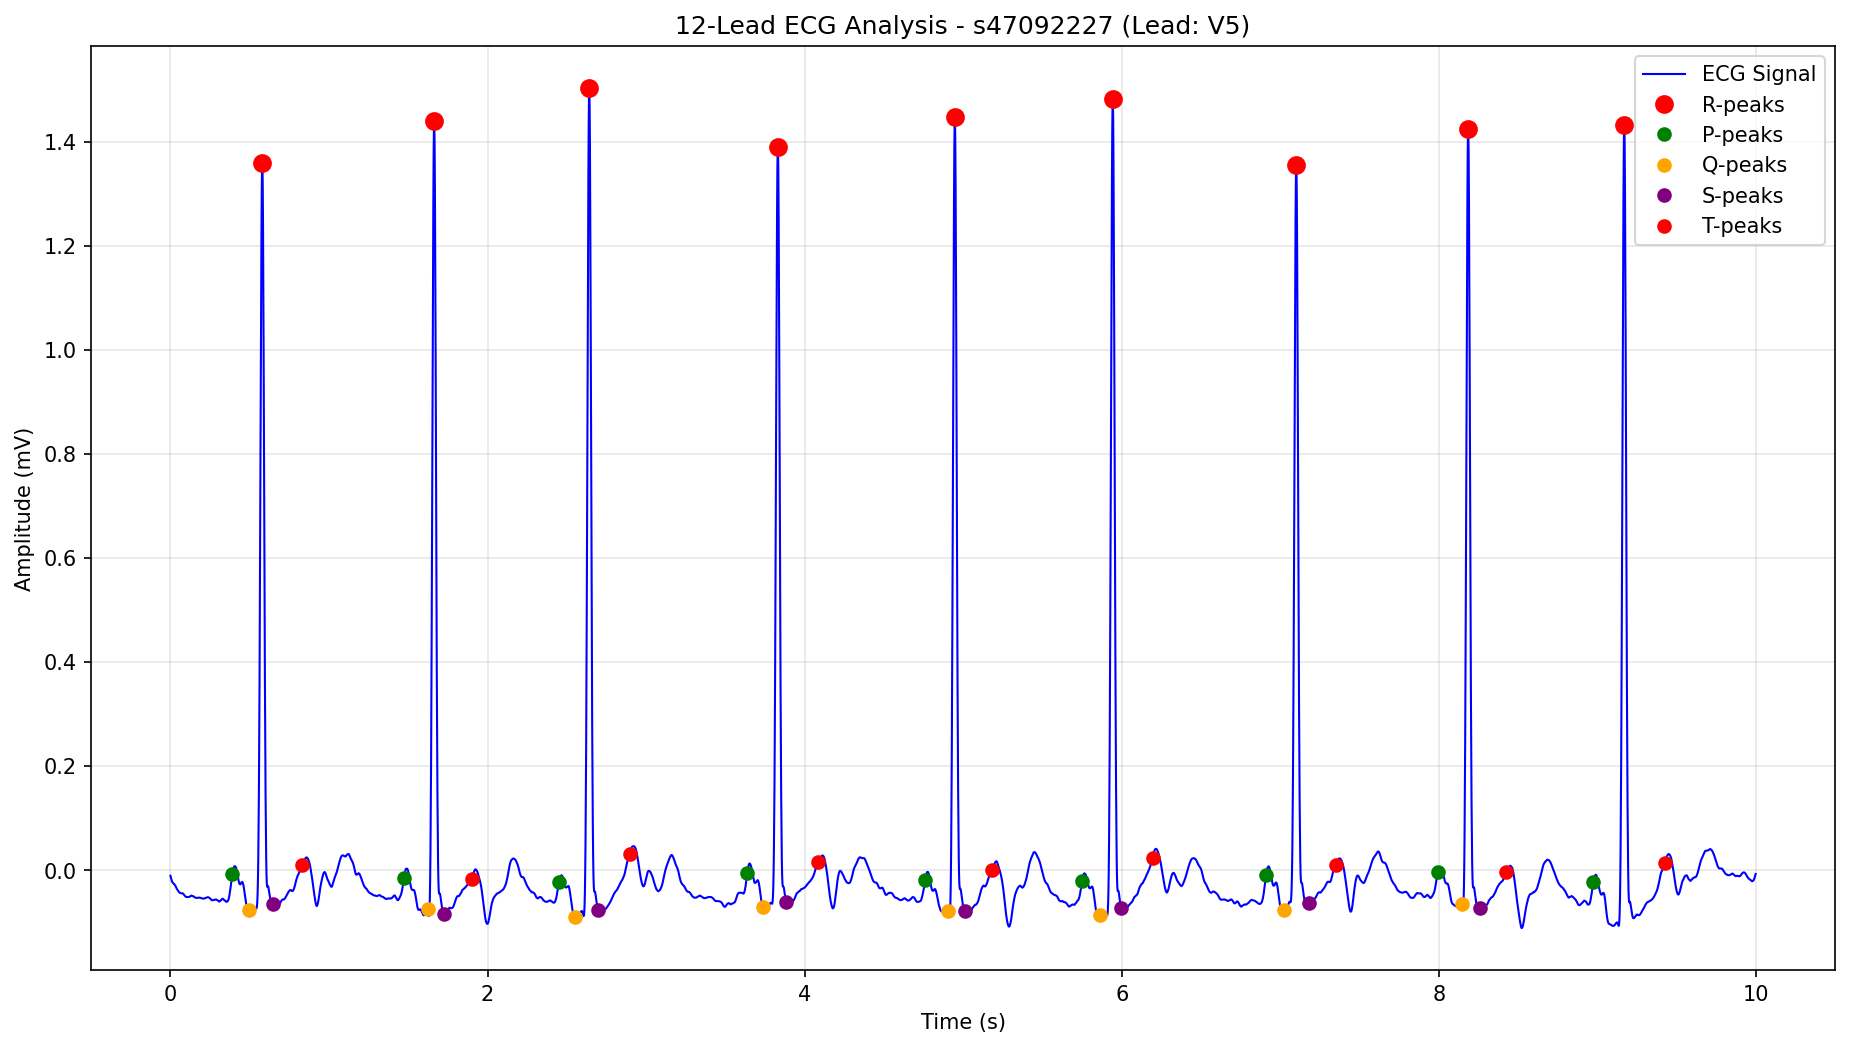 12-Lead ECG Analysis - s47092227 (Lead: V5)
ECG Signal
R-peaks
P-peaks
Q-peaks
S-peaks
T-peaks
Amplitude (mV)
1.4
1.2
1.0
0.8
0.6
0.4
0.2
0.0
0 2 4 6 8 10
Time (s)